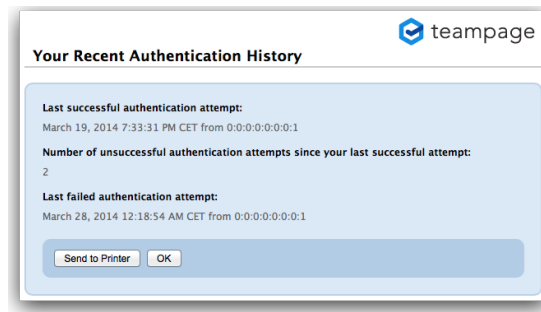 teampage
Your Recent Authentication History
Last successful authentication attempt:
March 19, 2014 7:33:31 PM CET from 0:0:0:0:0:0:0:1
Number of unsuccessful authentication attempts since your last successful attempt:
2
Last failed authentication attempt:
March 28, 2014 12:18:54 AM CET from 0:0:0:0:0:0:0:1
Send to Printer OK